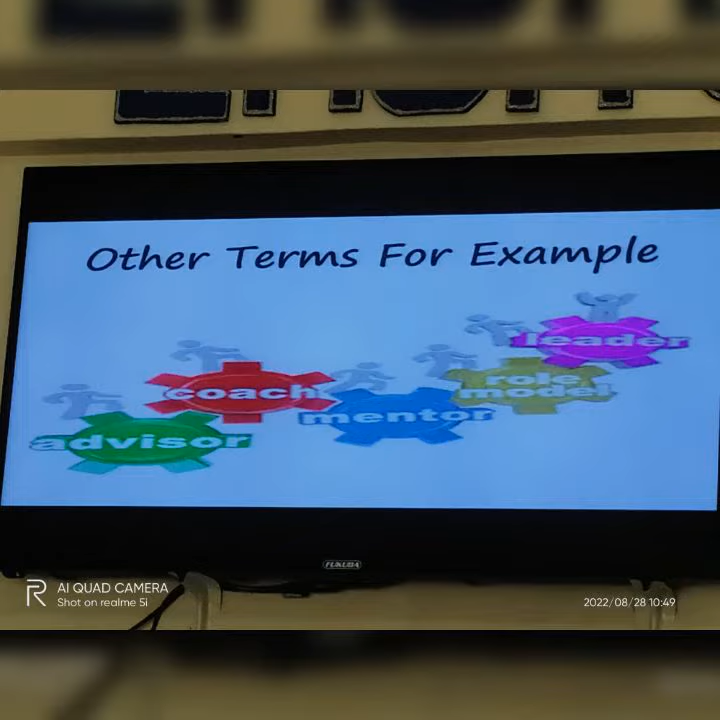 Other Terms For Example
leader
role
model
coach
mentor
advisor
FUKUDA
AI QUAD CAMERA
Shot on realme 5i
2022/08/28 10:49